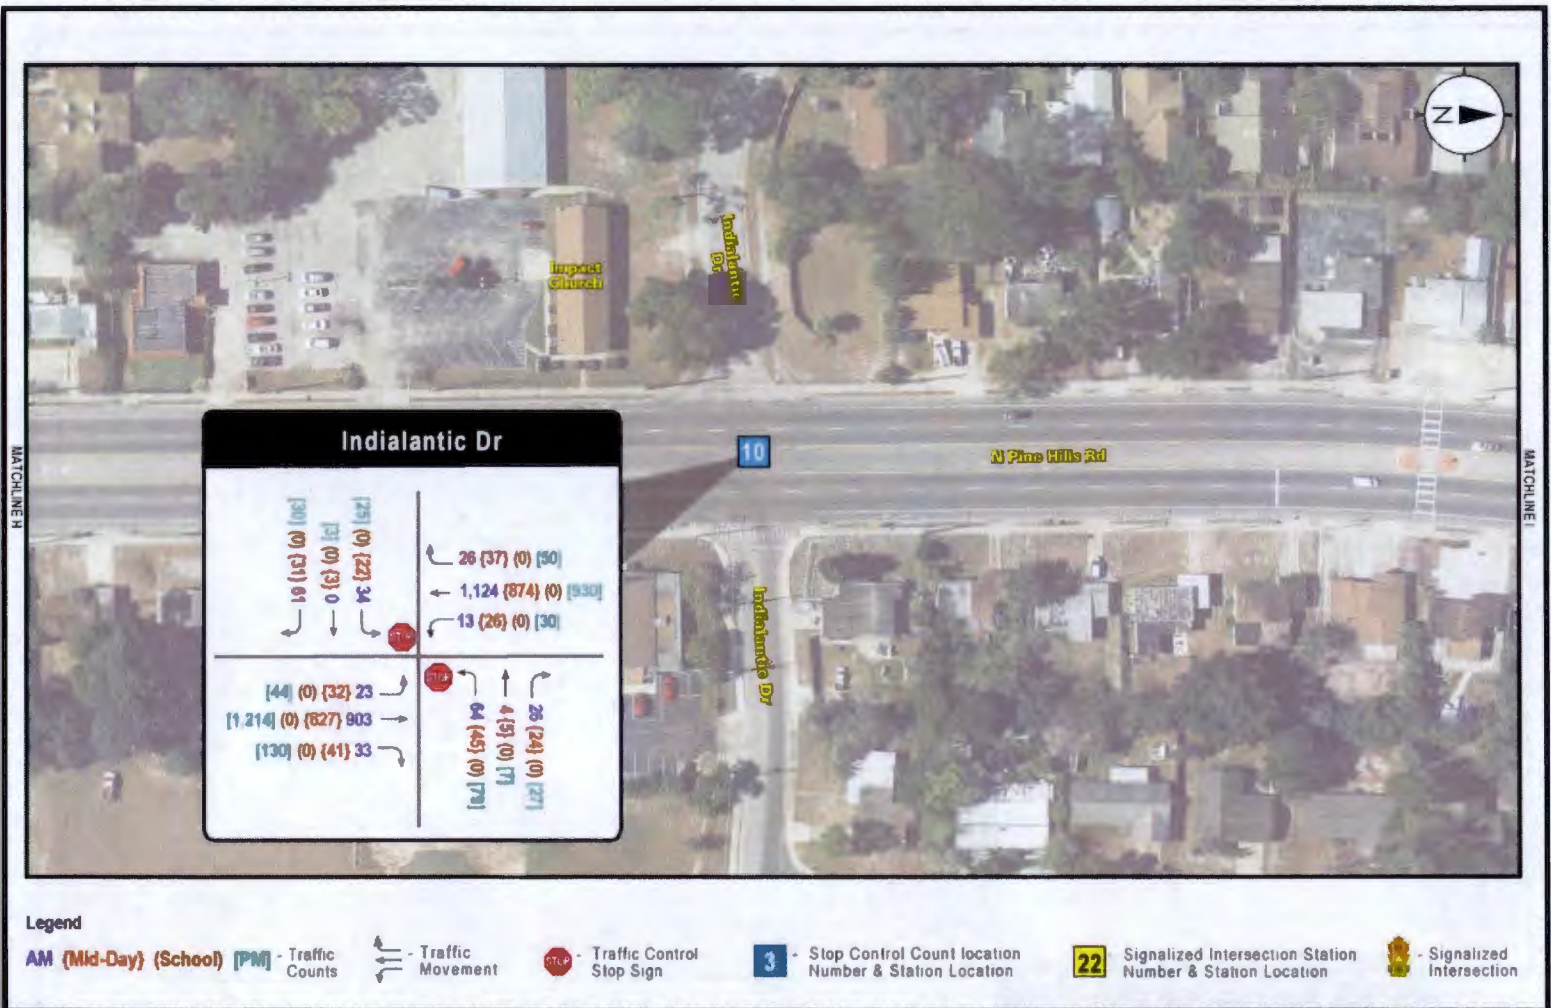 N
Indialantic
Dr
Impact
Church
MATCHLINE H
10
N Pine Hills Rd
MATCHLINE I
Indialantic Dr
Indialantic Dr
[30] (0) {31} 61
[3] (0) {3} 0
[25] (0) {22} 34
26 {37} (0) [50]
1,124 {874} (0) [930]
13 {26} (0) [30]
STOP
STOP
[44] (0) {32} 23
[1,214] (0) {827} 903
[130] (0) {41} 33
64 {45} (0) [79]
4 {5} (0) [7]
26 {24} (0) [27]
Legend
AM {Mid-Day} (School) [PM] - Traffic
Counts
- Traffic
Movement
STOP - Traffic Control
Stop Sign
3 - Stop Control Count location
Number & Station Location
22 - Signalized Intersection Station
Number & Station Location
- Signalized
Intersection